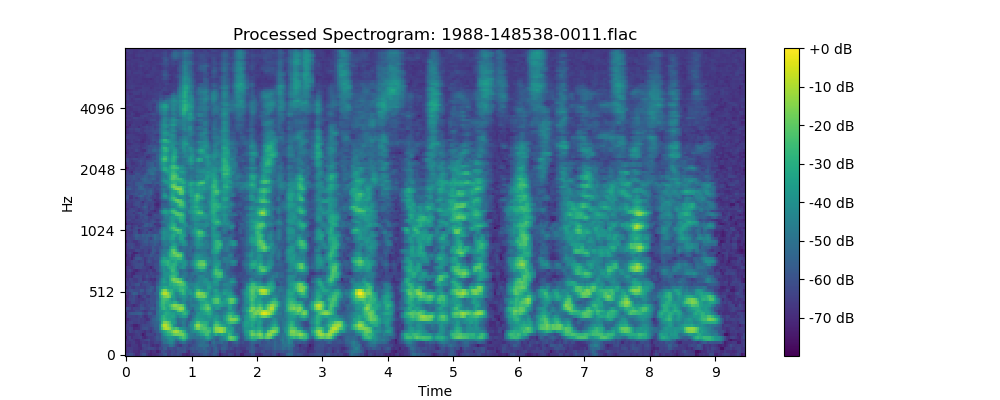 Processed Spectrogram: 1988-148538-0011.flac
+0 dB
-10 dB
-20 dB
-30 dB
-40 dB
-50 dB
-60 dB
-70 dB
Hz
4096
2048
1024
512
0
0 1 2 3 4 5 6 7 8 9
Time